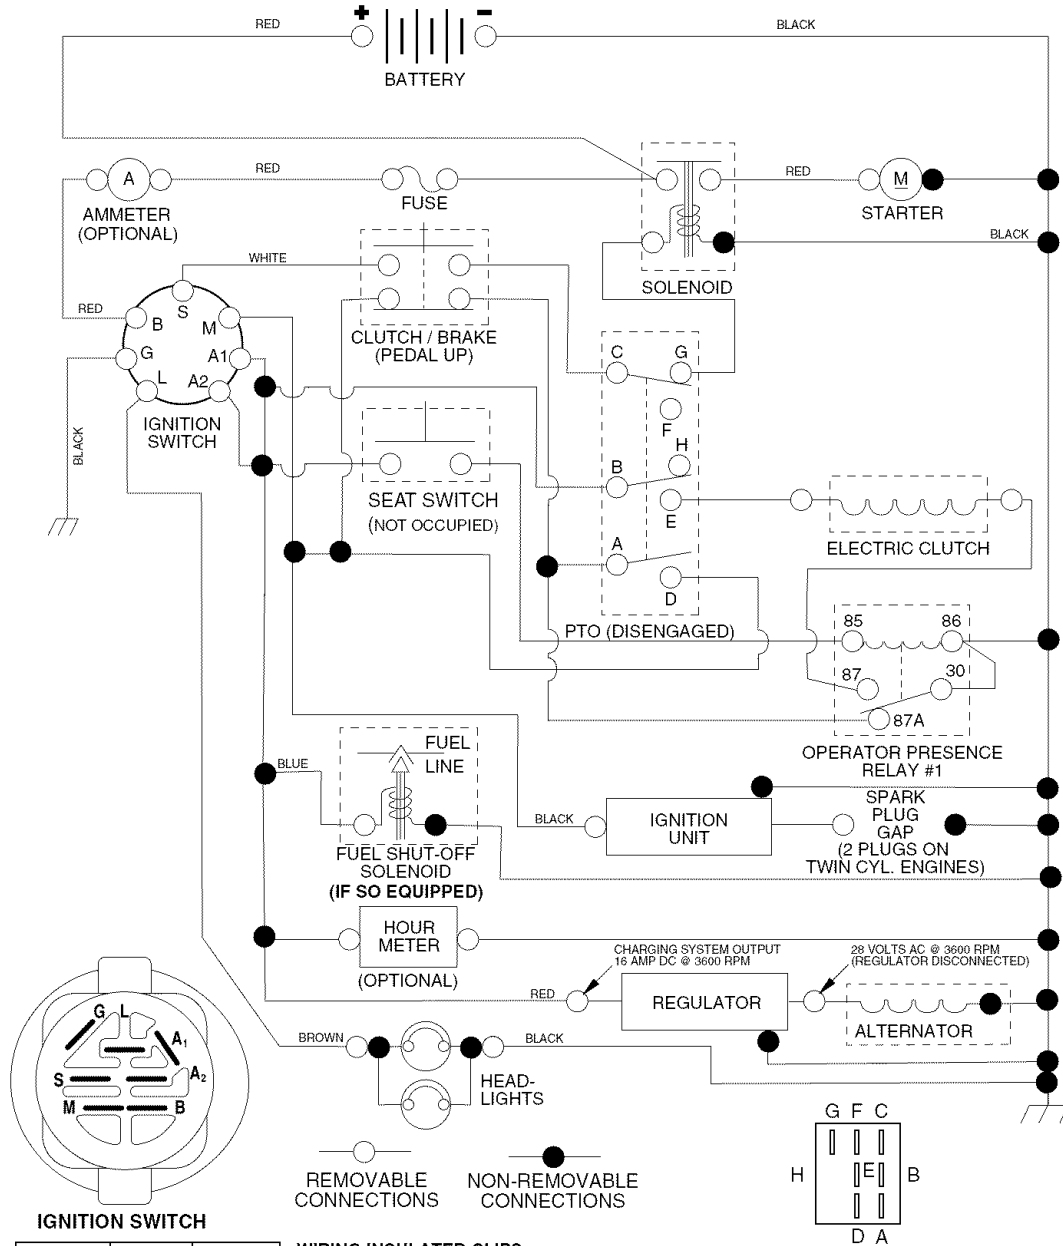 + -
RED
BLACK
BATTERY
A
RED
RED
M
AMMETER
(OPTIONAL)
FUSE
STARTER
BLACK
WHITE
SOLENOID
RED
S
B
M
G
A1
L
A2
CLUTCH / BRAKE
(PEDAL UP)
C
G
F
H
B
E
A
D
IGNITION
SWITCH
BLACK
SEAT SWITCH
(NOT OCCUPIED)
ELECTRIC CLUTCH
PTO (DISENGAGED)
85
86
87
30
87A
OPERATOR PRESENCE
RELAY #1
FUEL
LINE
BLUE
FUEL SHUT-OFF
SOLENOID
(IF SO EQUIPPED)
BLACK
IGNITION
UNIT
SPARK
PLUG
GAP
(2 PLUGS ON
TWIN CYL. ENGINES)
HOUR
METER
(OPTIONAL)
CHARGING SYSTEM OUTPUT
16 AMP DC @ 3600 RPM
28 VOLTS AC @ 3600 RPM
(REGULATOR DISCONNECTED)
RED
REGULATOR
ALTERNATOR
BROWN
BLACK
HEAD-
LIGHTS
G L
A1
S
A2
M
B
IGNITION SWITCH
REMOVABLE
CONNECTIONS
NON-REMOVABLE
CONNECTIONS
G F C
H
E
B
D A